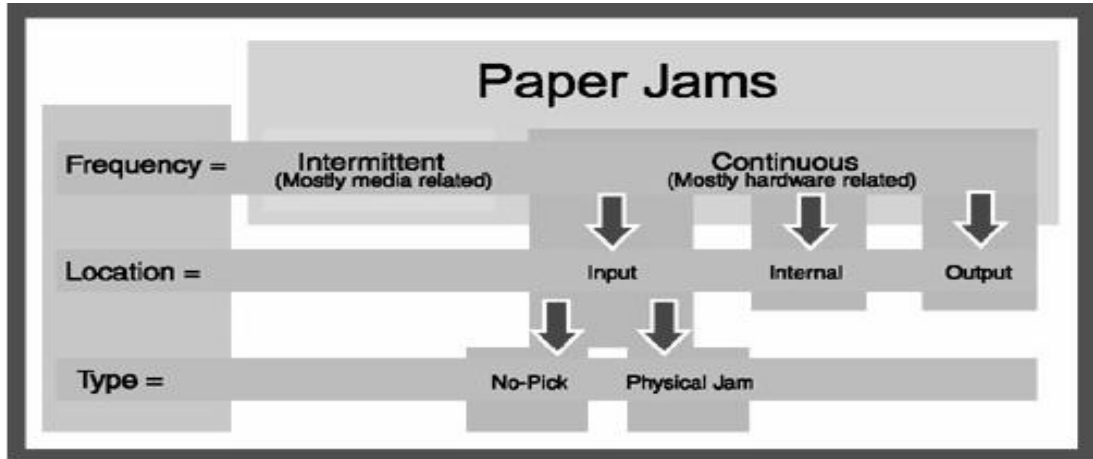 Paper Jams
Frequency = Intermittent Continuous
(Mostly media related) (Mostly hardware related)
Location = Input Internal Output
Type = No-Pick Physical Jam